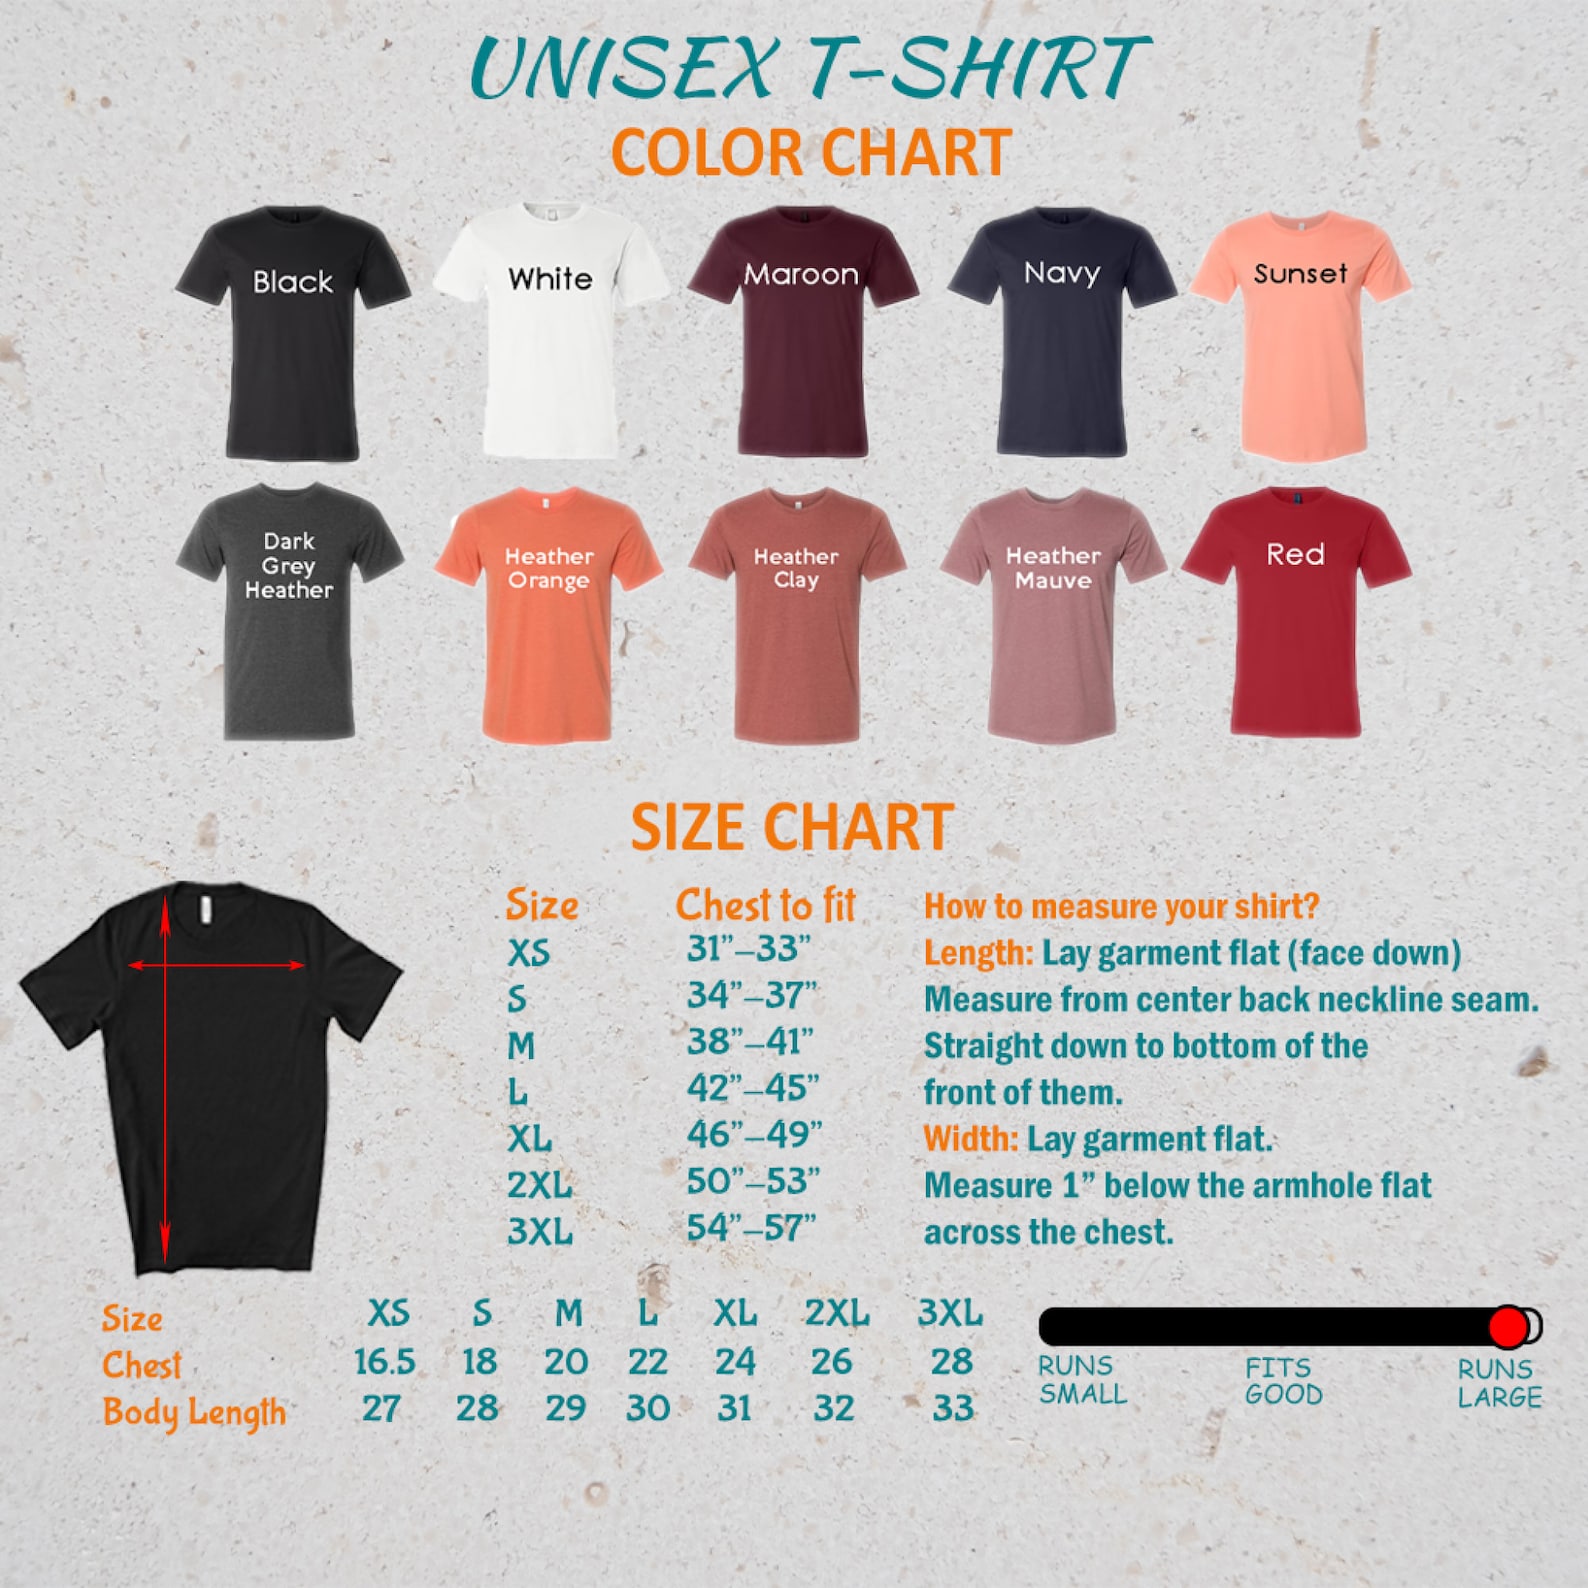 UNISEX T-SHIRT
COLOR CHART
Black
White
Maroon
Navy
Sunset
Dark
Grey
Heather
Heather
Orange
Heather
Clay
Heather
Mauve
Red
SIZE CHART
Size Chest to fit
XS 31”–33”
S 34”–37”
M 38”–41”
L 42”–45”
XL 46”–49”
2XL 50”–53”
3XL 54”–57”
How to measure your shirt?
Length: Lay garment flat (face down)
Measure from center back neckline seam.
Straight down to bottom of the
front of them.
Width: Lay garment flat.
Measure 1” below the armhole flat
across the chest.
Size XS S M L XL 2XL 3XL
Chest 16.5 18 20 22 24 26 28
Body Length 27 28 29 30 31 32 33
RUNS
SMALL
FITS
GOOD
RUNS
LARGE